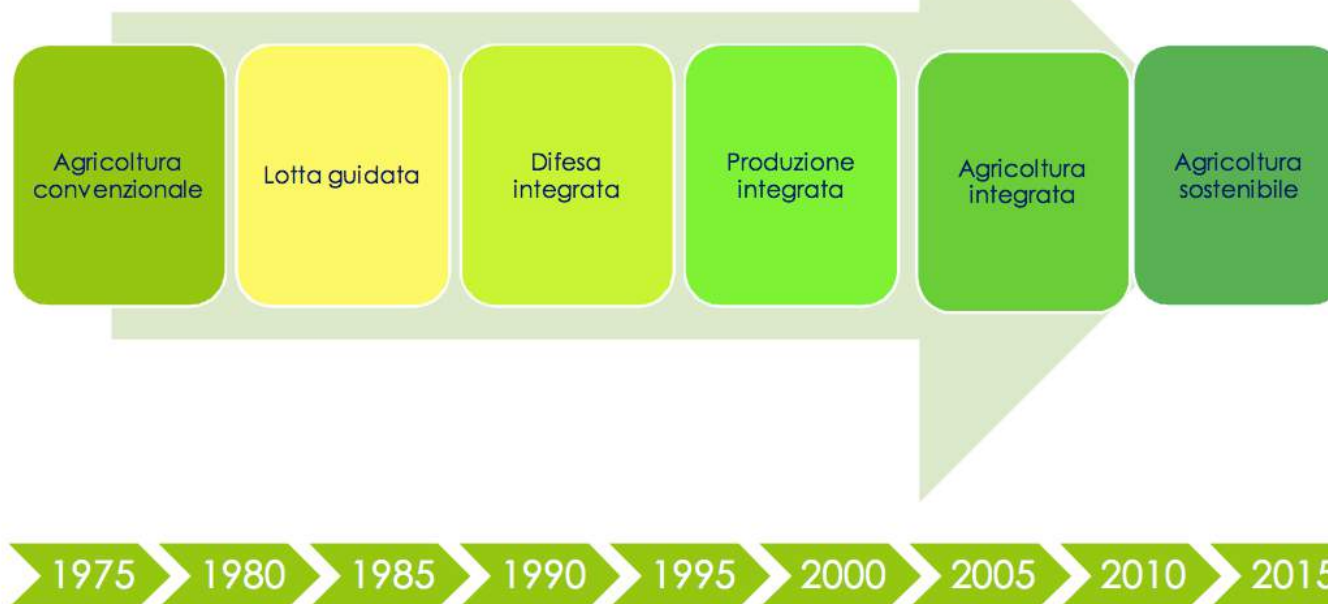 Agricoltura
convenzionale
Lotta guidata
Difesa
integrata
Produzione
integrata
Agricoltura
integrata
Agricoltura
sostenibile
1975
1980
1985
1990
1995
2000
2005
2010
2015